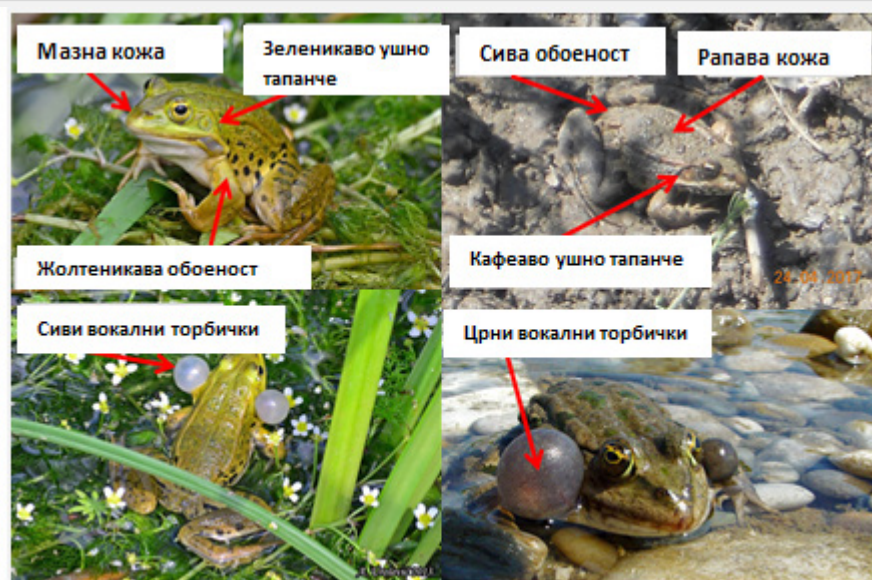 Мазна кожа
Зеленикаво ушно
тапанче
Жолтеникава обоеност
Сива обоеност
Рапава кожа
Кафеаво ушно тапанче
24.04.2017
Сиви вокални торбички
Црни вокални торбички